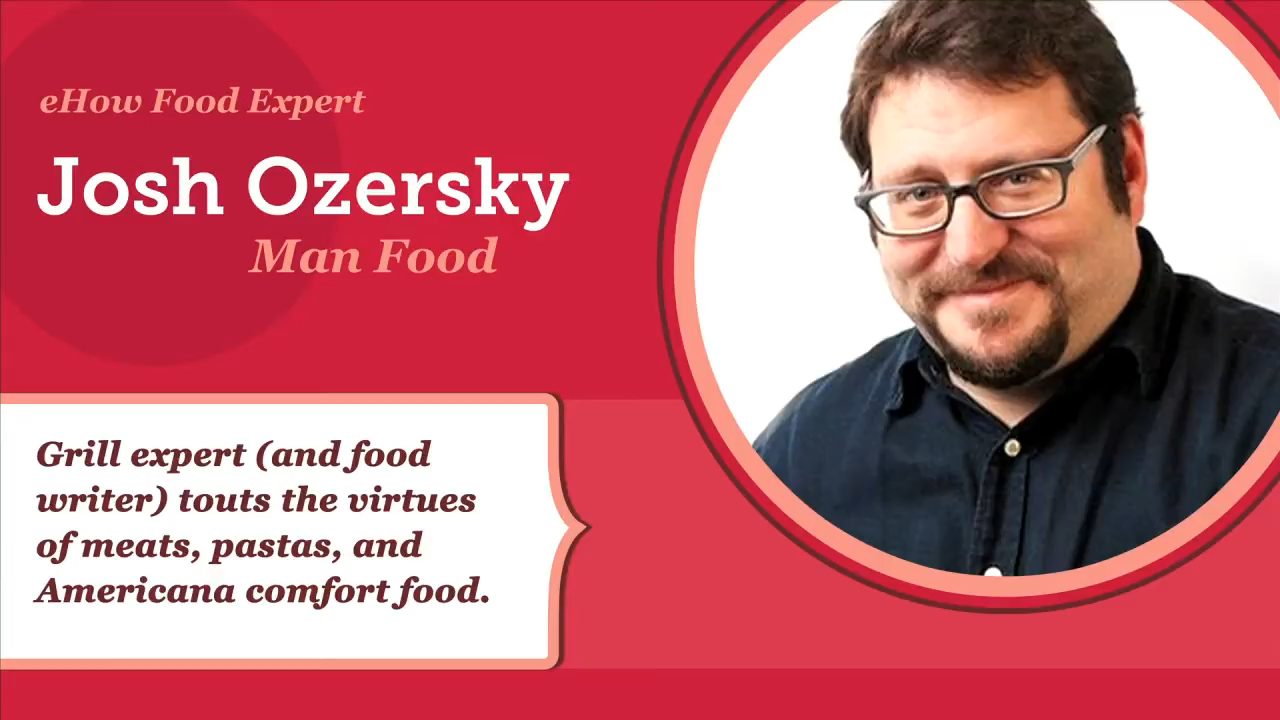 eHow Food Expert
Josh Ozersky
Man Food
Grill expert (and food
writer) touts the virtues
of meats, pastas, and
Americana comfort food.